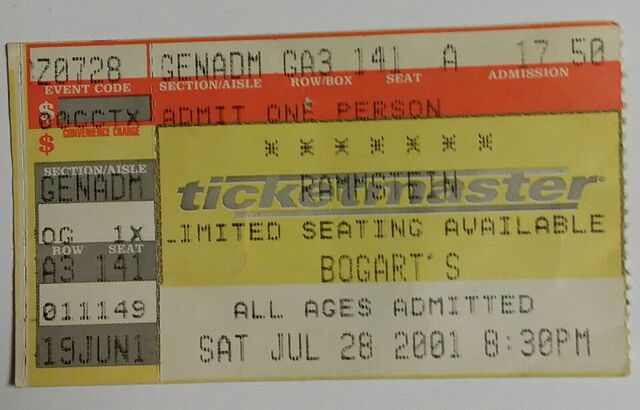 Z0728 GENADM GA3 141 A 17.50
EVENT CODE SECTION/AISLE ROW/BOX SEAT ADMISSION
$ ADMIT ONE PERSON
$ CONVENIENCE CHARGE
* * * * * * *
SECTION/AISLE
GENADM RAMMSTEIN
ticketmaster
OG 1X LIMITED SEATING AVAILABLE
ROW SEAT
A3 141 BOGART'S
011149 ALL AGES ADMITTED
19JUN1 SAT JUL 28 2001 8:30PM